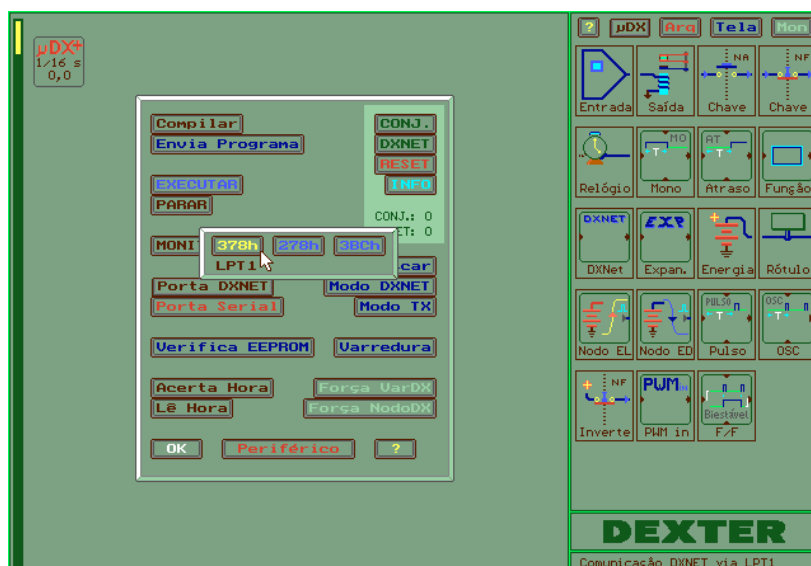 µDX+
1/16 s
0,0
Compilar
CONJ.
Envia Programa
DXNET
RESET
EXECUTAR
INFO
PARAR
CONJ.: 0
ET: 0
MONI
378h
278h
3BCh
LPT1
car
Porta DXNET
Modo DXNET
Porta Serial
Modo TX
Verifica EEPROM
Varredura
Acerta Hora
Força VarDX
Lê Hora
Força NodoDX
OK
Periférico
?
? µDX Arq Tela Mon
NA NF
Entrada Saída Chave Chave
MO AT
T T
Relógio Mono Atraso Função
DXNET EXP
DXNet Expan. Energia Rótulo
PULSO OSC
T T
Nodo EL Nodo ED Pulso OSC
NF PWM IN Biestável
Inverte PWM in F/F
DEXTER
Comunicação DXNET via LPT1